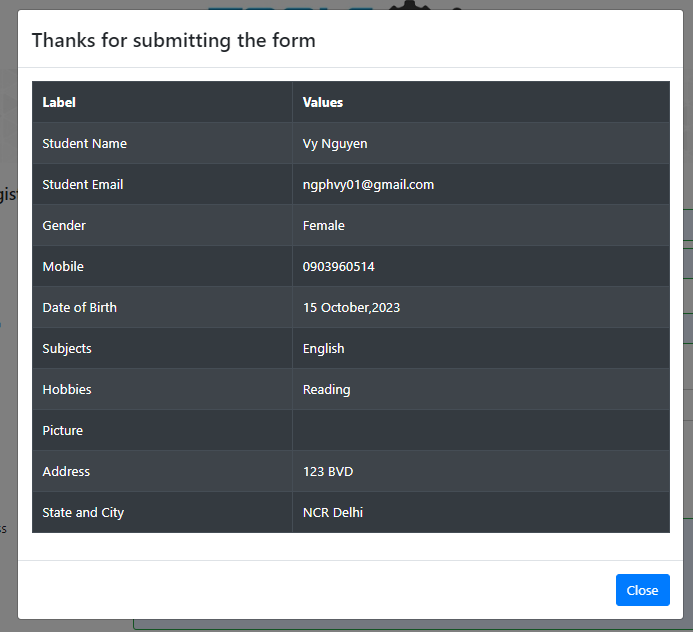 Thanks for submitting the form
Label Values
Student Name Vy Nguyen
Student Email ngphvy01@gmail.com
Gender Female
Mobile 0903960514
Date of Birth 15 October,2023
Subjects English
Hobbies Reading
Picture
Address 123 BVD
State and City NCR Delhi
Close